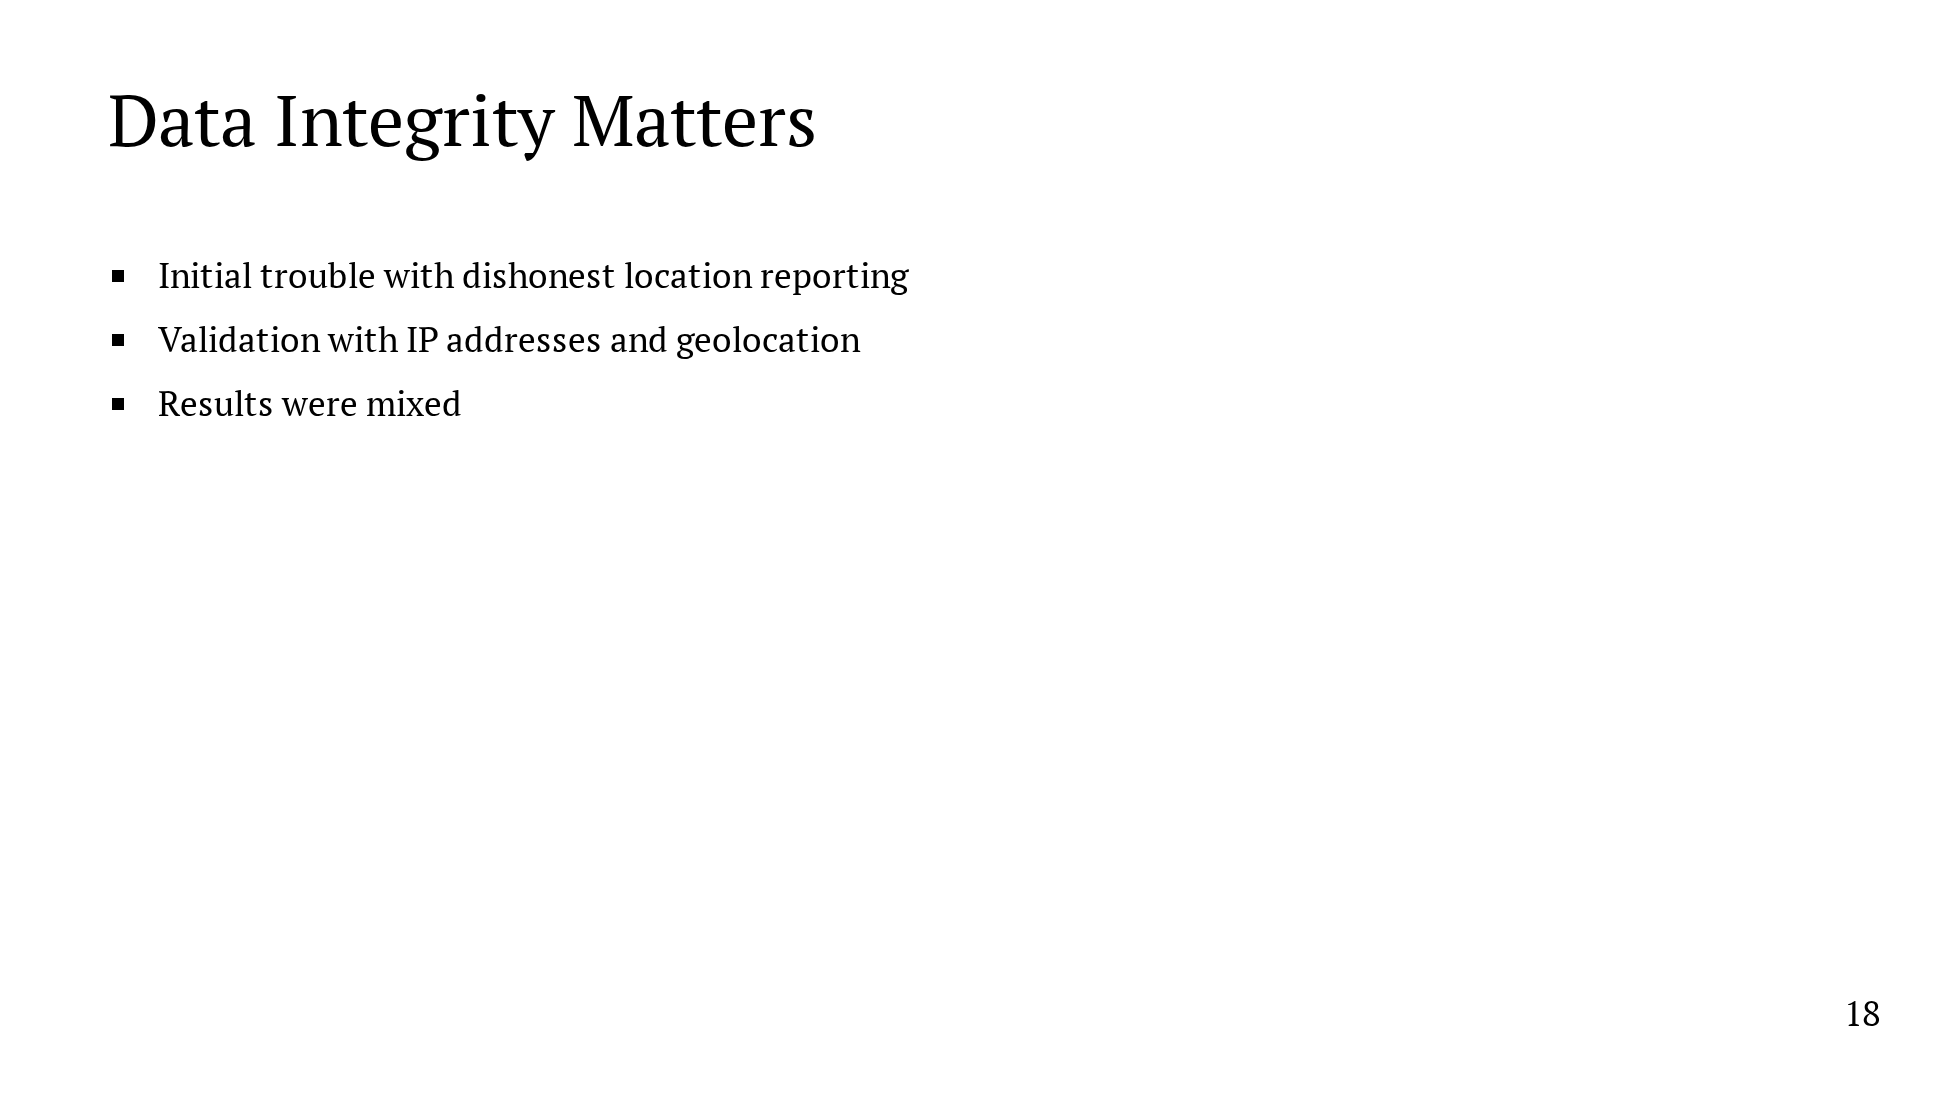 Data Integrity Matters
▪ Initial trouble with dishonest location reporting
▪ Validation with IP addresses and geolocation
▪ Results were mixed
18